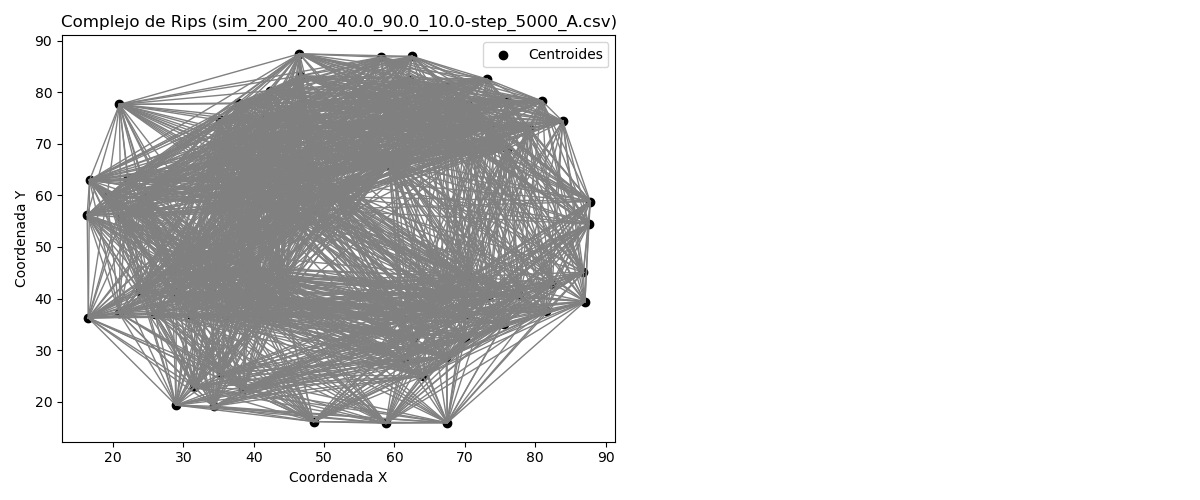 Complejo de Rips (sim_200_200_40.0_90.0_10.0-step_5000_A.csv)
Centroides
90
80
70
60
50
40
30
20
Coordenada Y
20 30 40 50 60 70 80 90
Coordenada X